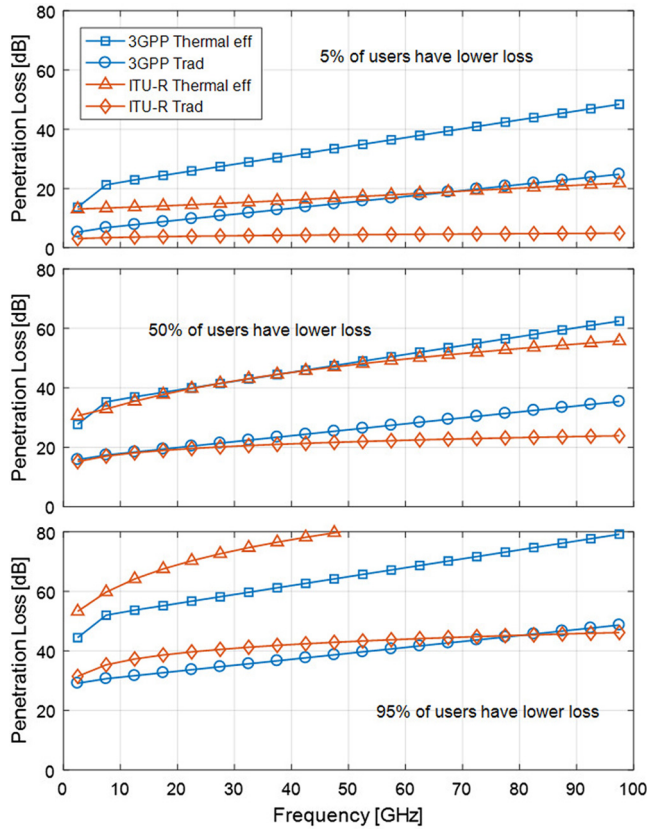 80
60
40
20
0
Penetration Loss [dB]
3GPP Thermal eff
3GPP Trad
ITU-R Thermal eff
ITU-R Trad
5% of users have lower loss
80
60
40
20
0
Penetration Loss [dB]
50% of users have lower loss
80
60
40
20
0
Penetration Loss [dB]
95% of users have lower loss
0 10 20 30 40 50 60 70 80 90 100
Frequency [GHz]